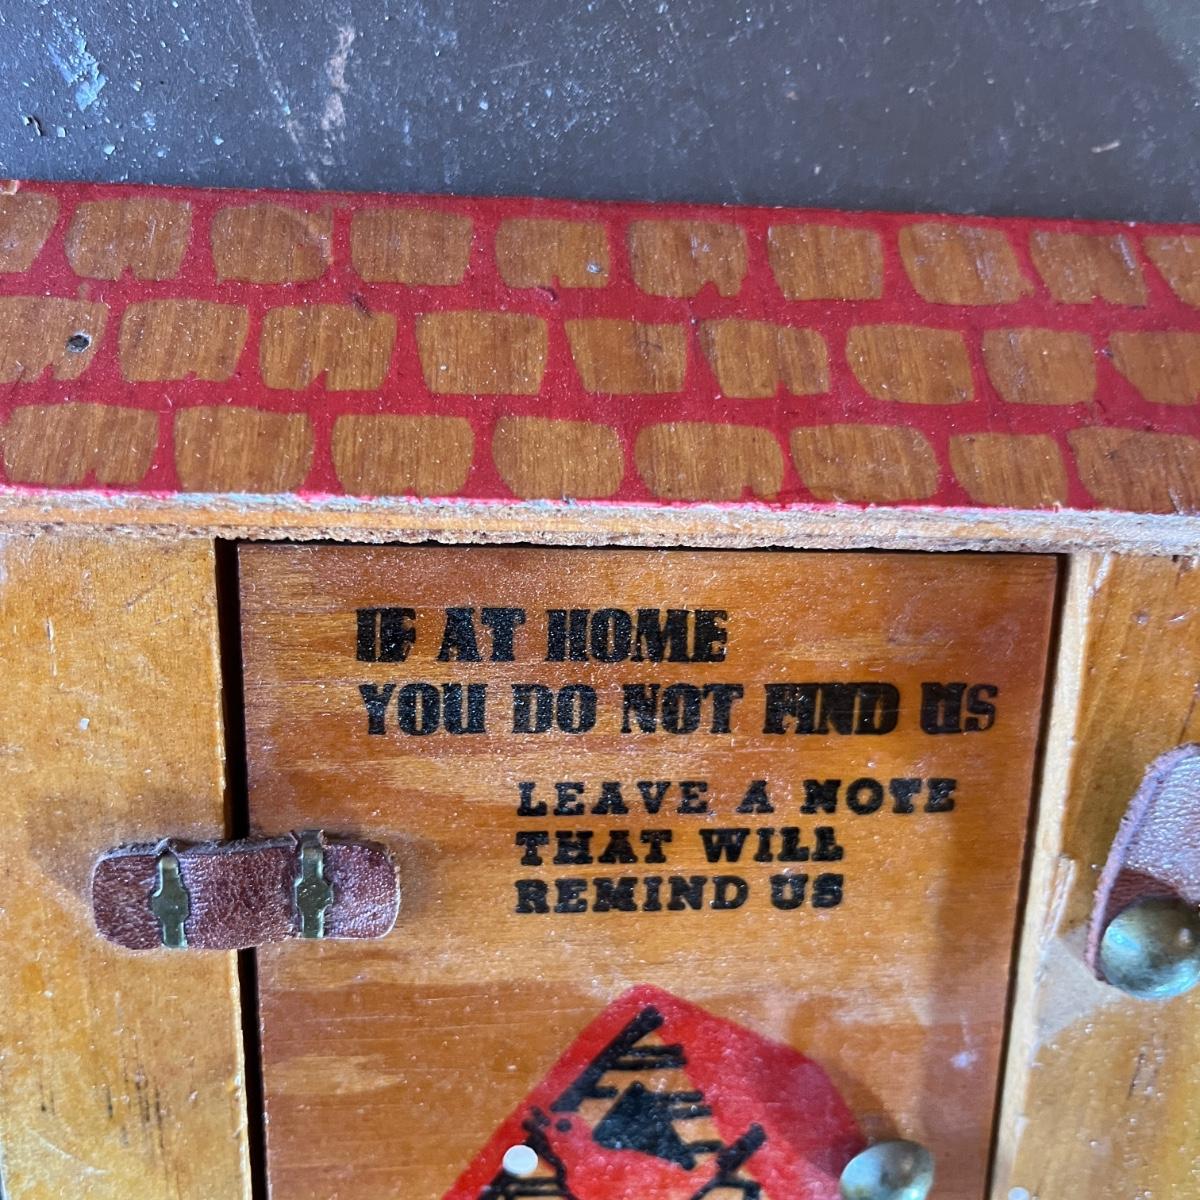 IF AT HOME
YOU DO NOT FIND US
LEAVE A NOTE
THAT WILL
REMIND US